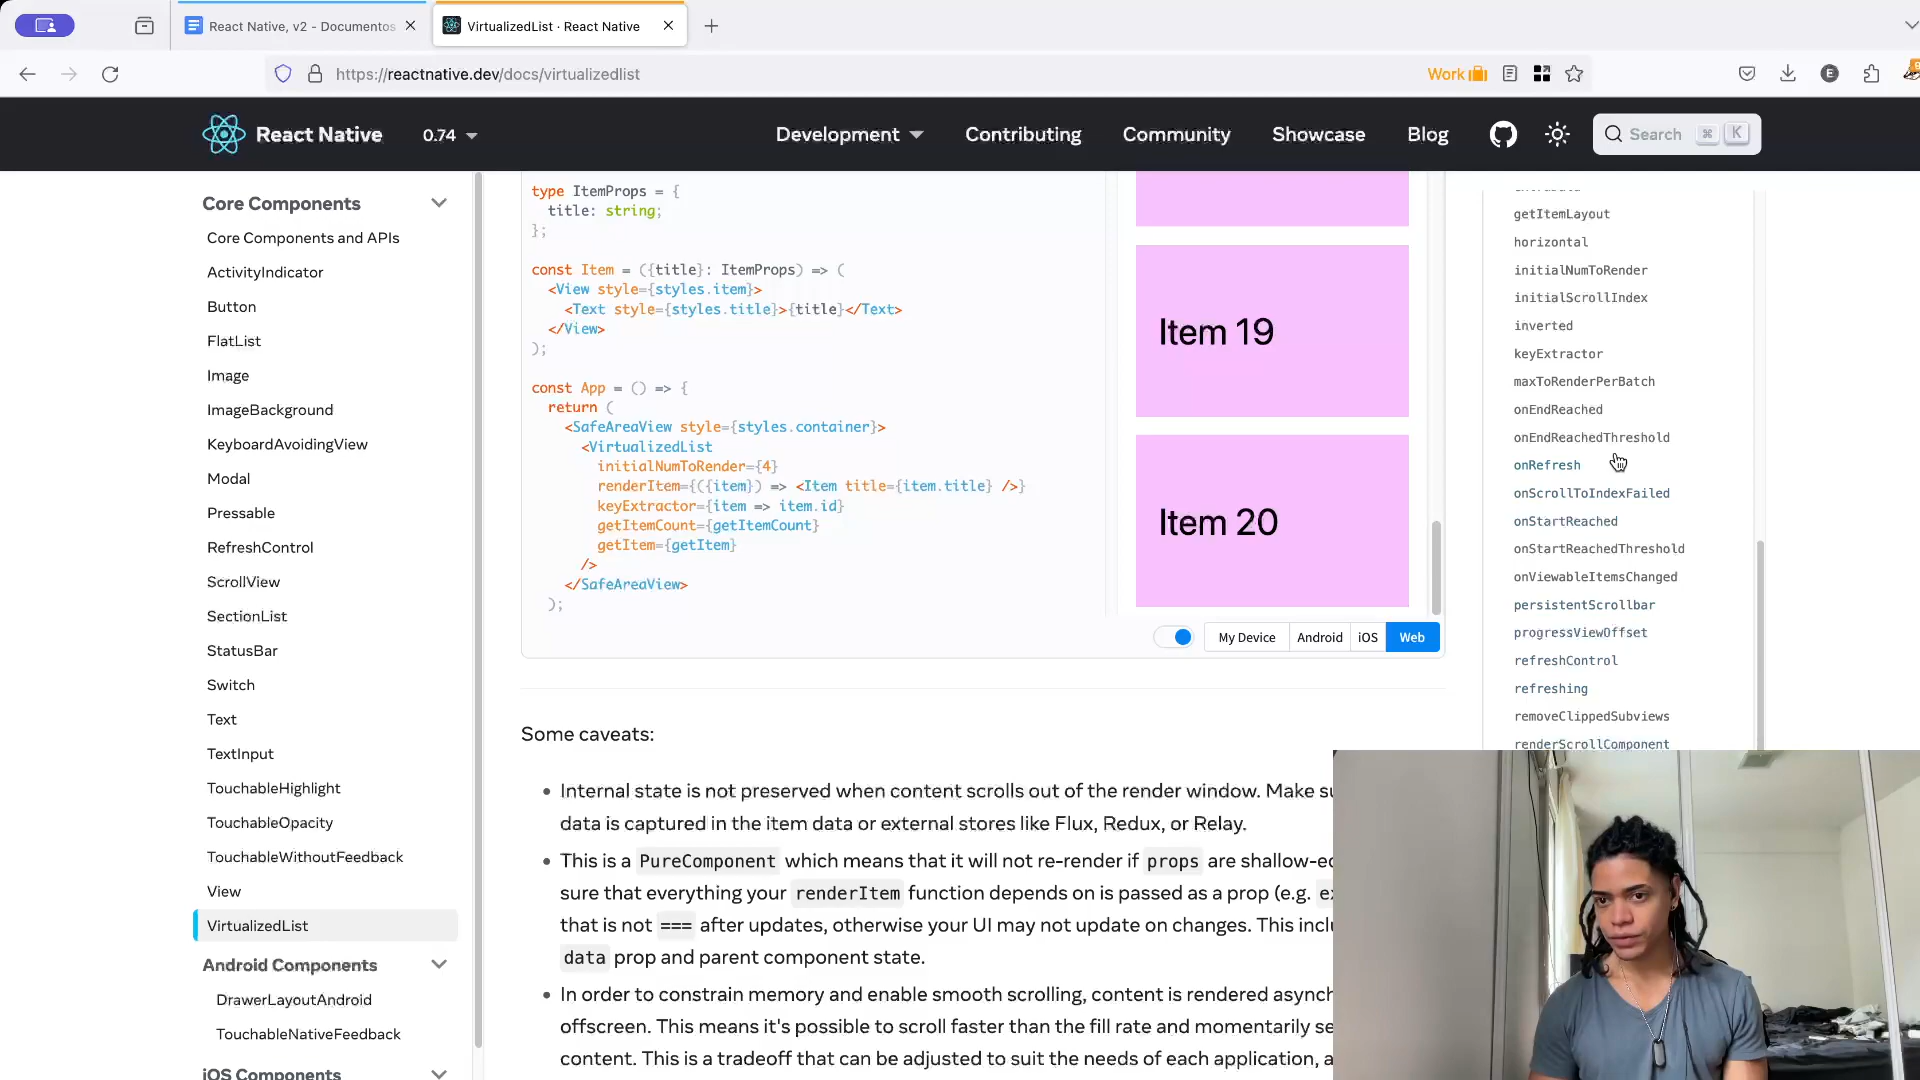 React Native, v2 - Documentos
VirtualizedList · React Native
https://reactnative.dev/docs/virtualizedlist
Work
E
React Native
0.74
Development
Contributing
Community
Showcase
Blog
Search ⌘ K
Core Components
Core Components and APIs
ActivityIndicator
Button
FlatList
Image
ImageBackground
KeyboardAvoidingView
Modal
Pressable
RefreshControl
ScrollView
SectionList
StatusBar
Switch
Text
TextInput
TouchableHighlight
TouchableOpacity
TouchableWithoutFeedback
View
VirtualizedList
Android Components
DrawerLayoutAndroid
TouchableNativeFeedback
iOS Components
type ItemProps = {
title: string;
};
const Item = ({title}: ItemProps) => (
<View style={styles.item}>
<Text style={styles.title}>{title}</Text>
</View>
);
const App = () => {
return (
<SafeAreaView style={styles.container}>
<VirtualizedList
initialNumToRender={4}
renderItem={({item}) => <Item title={item.title} />}
keyExtractor={item => item.id}
getItemCount={getItemCount}
getItem={getItem}
/>
</SafeAreaView>
);
Item 19
Item 20
My Device
Android
iOS
Web
Some caveats:
Internal state is not preserved when content scrolls out of the render window. Make su
data is captured in the item data or external stores like Flux, Redux, or Relay.
This is a PureComponent which means that it will not re-render if props are shallow-eq
sure that everything your renderItem function depends on is passed as a prop (e.g. ex
that is not === after updates, otherwise your UI may not update on changes. This inclu
data prop and parent component state.
In order to constrain memory and enable smooth scrolling, content is rendered asynch
offscreen. This means it's possible to scroll faster than the fill rate and momentarily se
content. This is a tradeoff that can be adjusted to suit the needs of each application, a
getItemLayout
horizontal
initialNumToRender
initialScrollIndex
inverted
keyExtractor
maxToRenderPerBatch
onEndReached
onEndReachedThreshold
onRefresh
onScrollToIndexFailed
onStartReached
onStartReachedThreshold
onViewableItemsChanged
persistentScrollbar
progressViewOffset
refreshControl
refreshing
removeClippedSubviews
renderScrollComponent